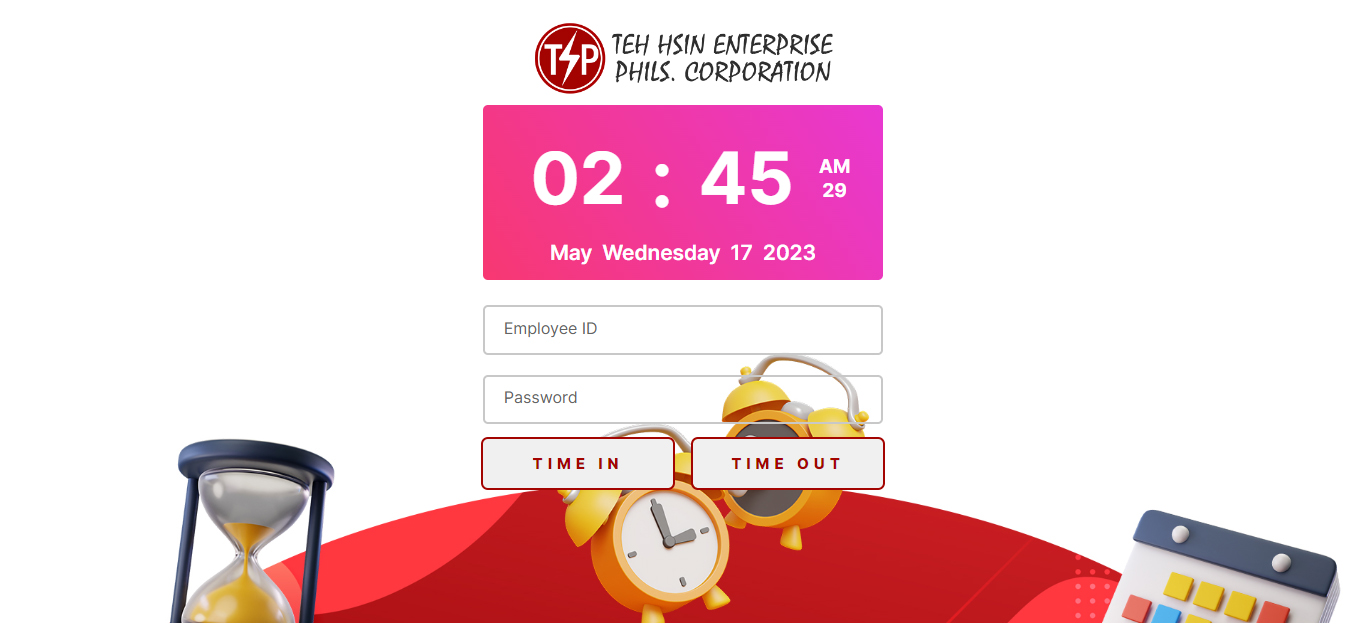 TSP
TEH HSIN ENTERPRISE
PHILS. CORPORATION
02 : 45
AM
29
May Wednesday 17 2023
Employee ID
Password
TIME IN
TIME OUT